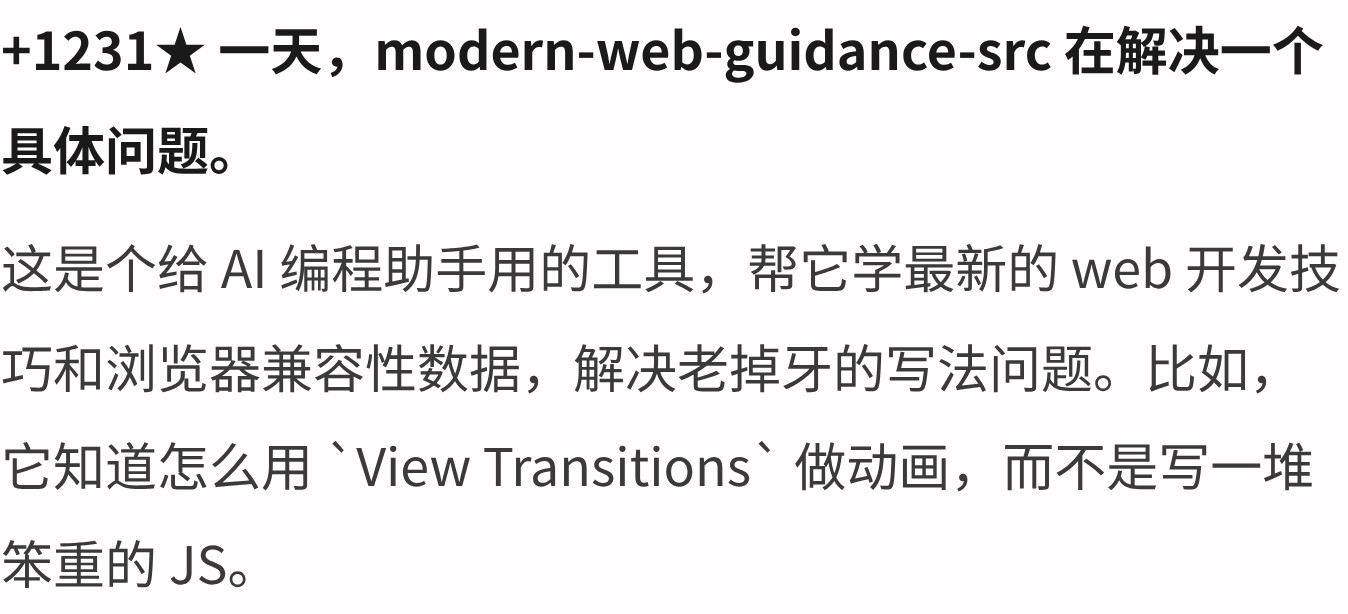 +1231★ 一天，modern-web-guidance-src 在解决一个
具体问题。
这是个给 AI 编程助手用的工具，帮它学最新的 web 开发技
巧和浏览器兼容性数据，解决老掉牙的写法问题。比如，
它知道怎么用 `View Transitions` 做动画，而不是写一堆
笨重的 JS。